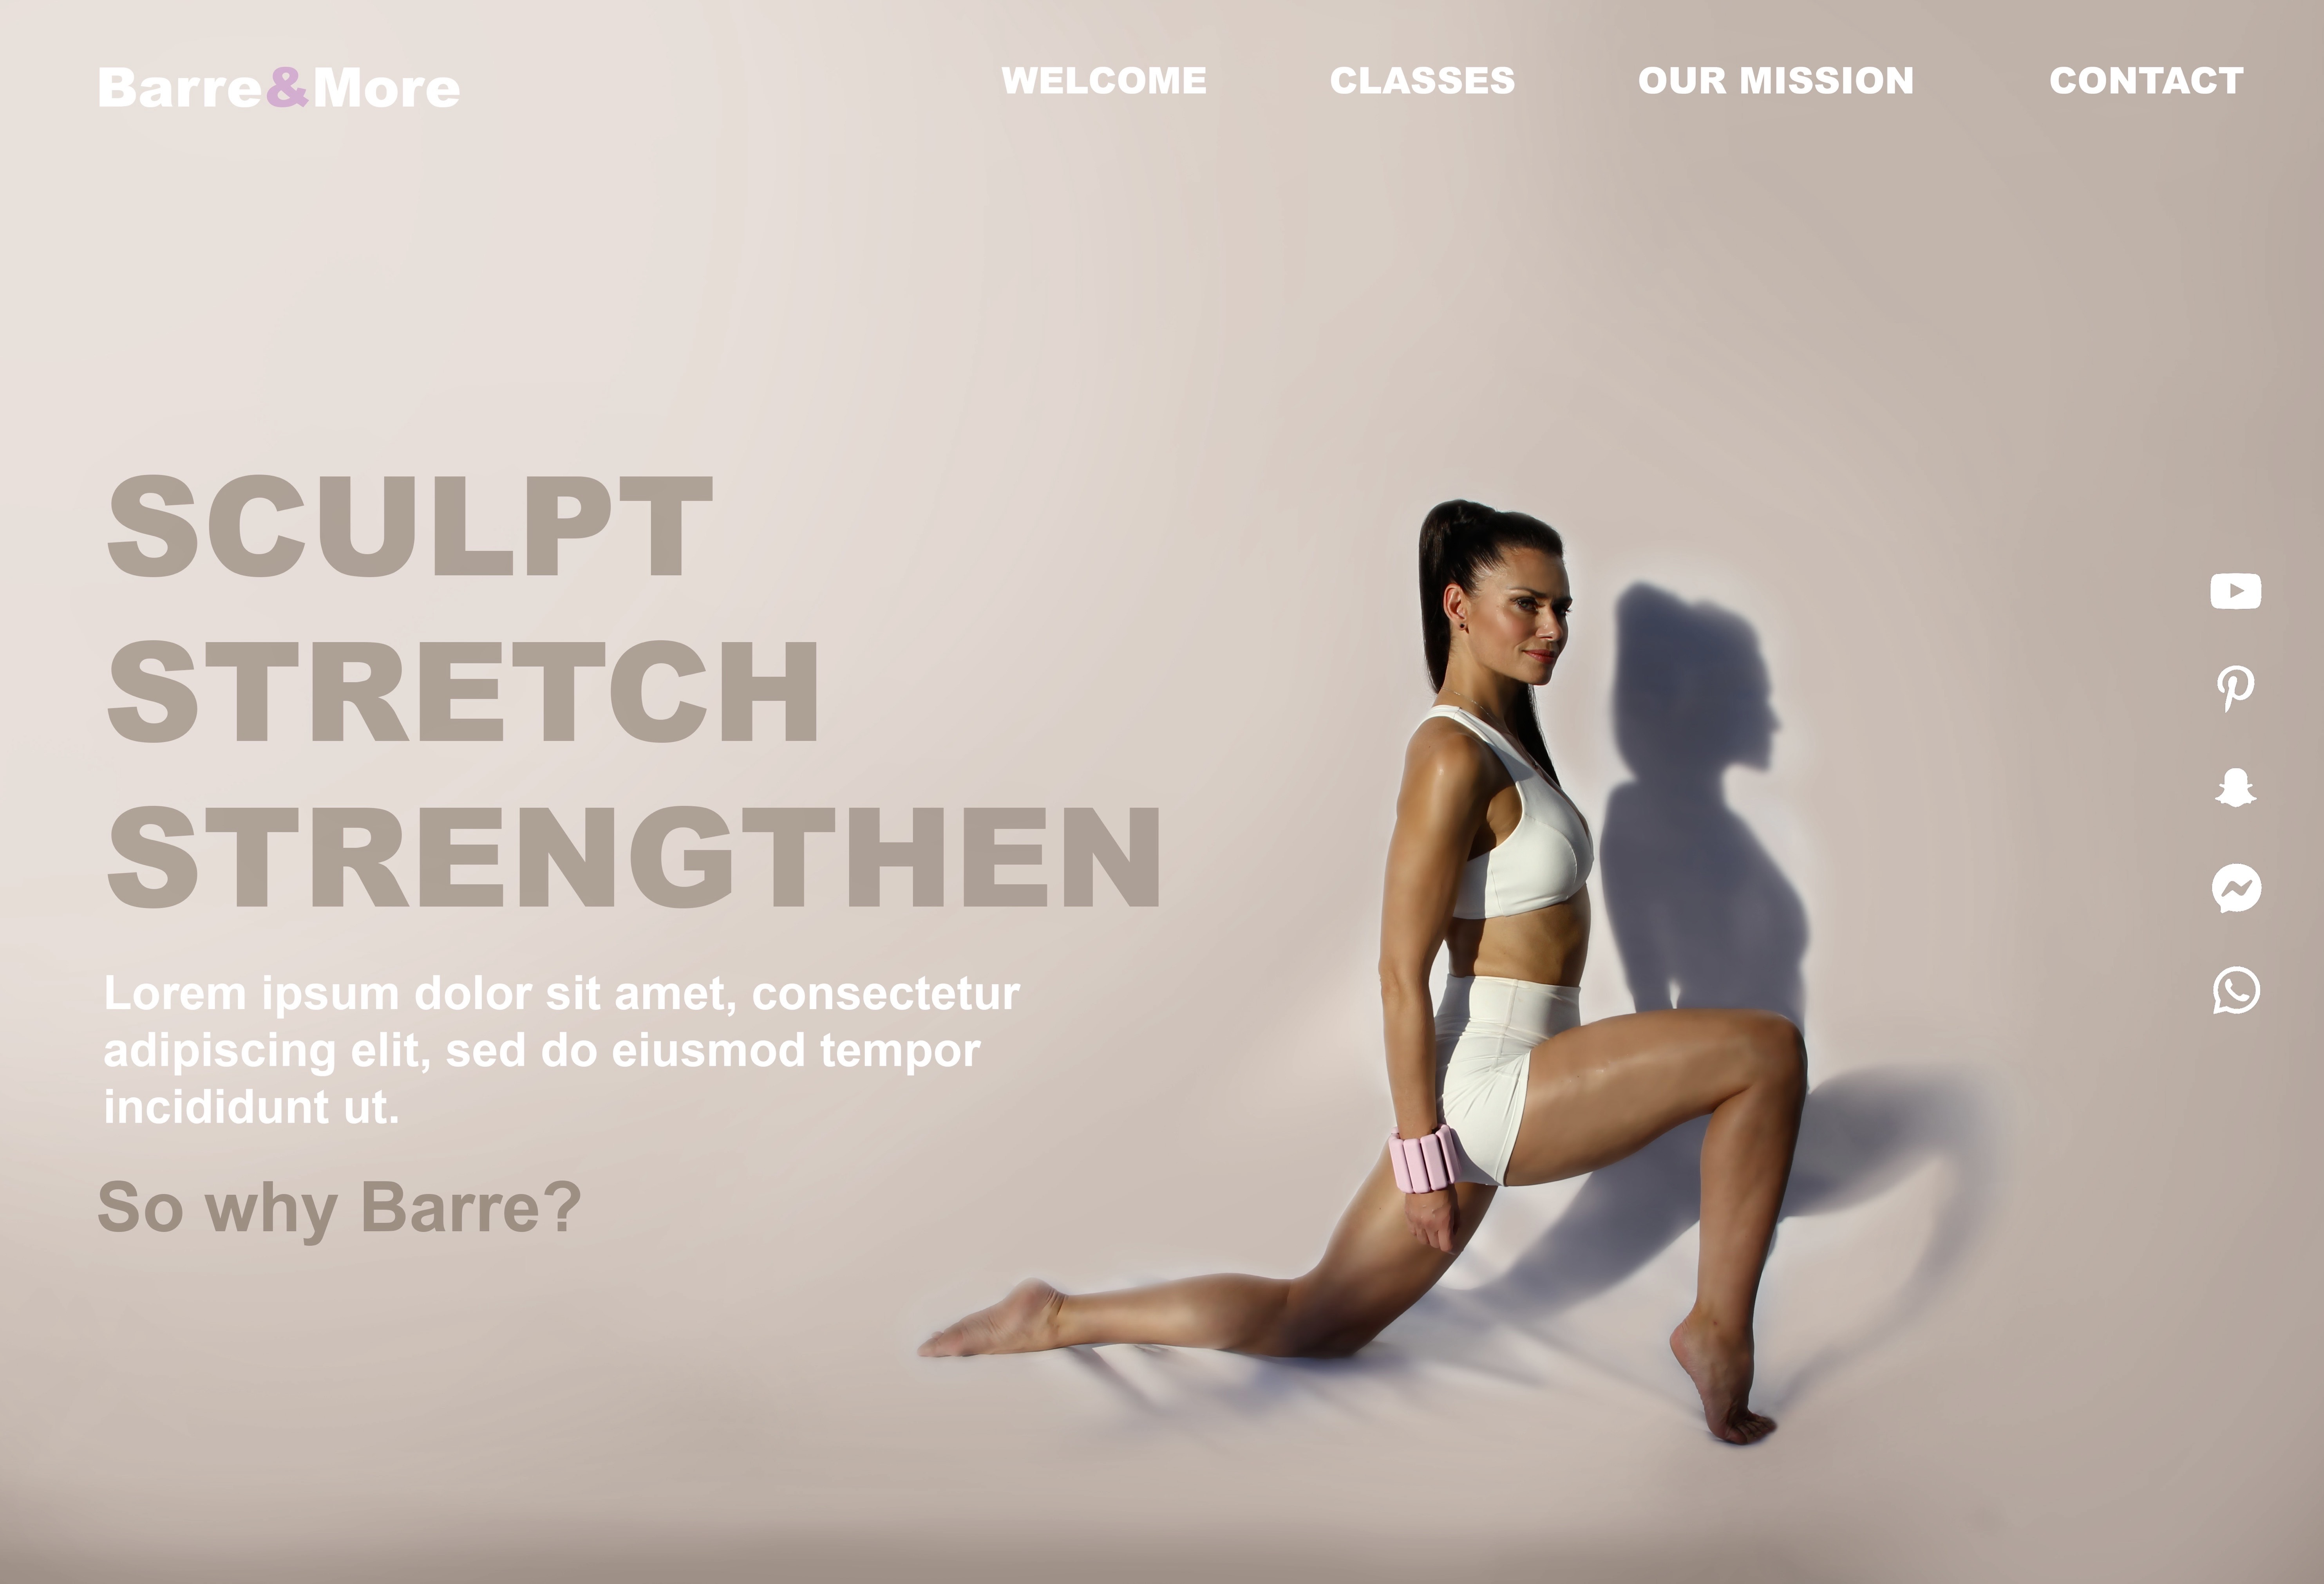 Barre&More
WELCOME
CLASSES
OUR MISSION
CONTACT
SCULPT
STRETCH
STRENGTHEN
Lorem ipsum dolor sit amet, consectetur
adipiscing elit, sed do eiusmod tempor
incididunt ut.
So why Barre?